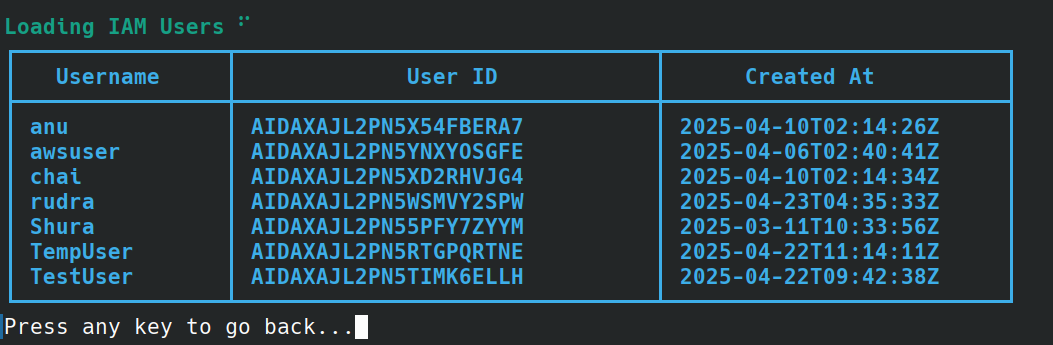 Loading IAM Users
Username User ID Created At
anu AIDAXAJL2PN5X54FBERA7 2025-04-10T02:14:26Z
awsuser AIDAXAJL2PN5YNXYOSGFE 2025-04-06T02:40:41Z
chai AIDAXAJL2PN5XD2RHVJG4 2025-04-10T02:14:34Z
rudra AIDAXAJL2PN5WSMVY2SPW 2025-04-23T04:35:33Z
Shura AIDAXAJL2PN55PFY7ZYYM 2025-03-11T10:33:56Z
TempUser AIDAXAJL2PN5RTGPQRTNE 2025-04-22T11:14:11Z
TestUser AIDAXAJL2PN5TIMK6ELLH 2025-04-22T09:42:38Z
Press any key to go back...